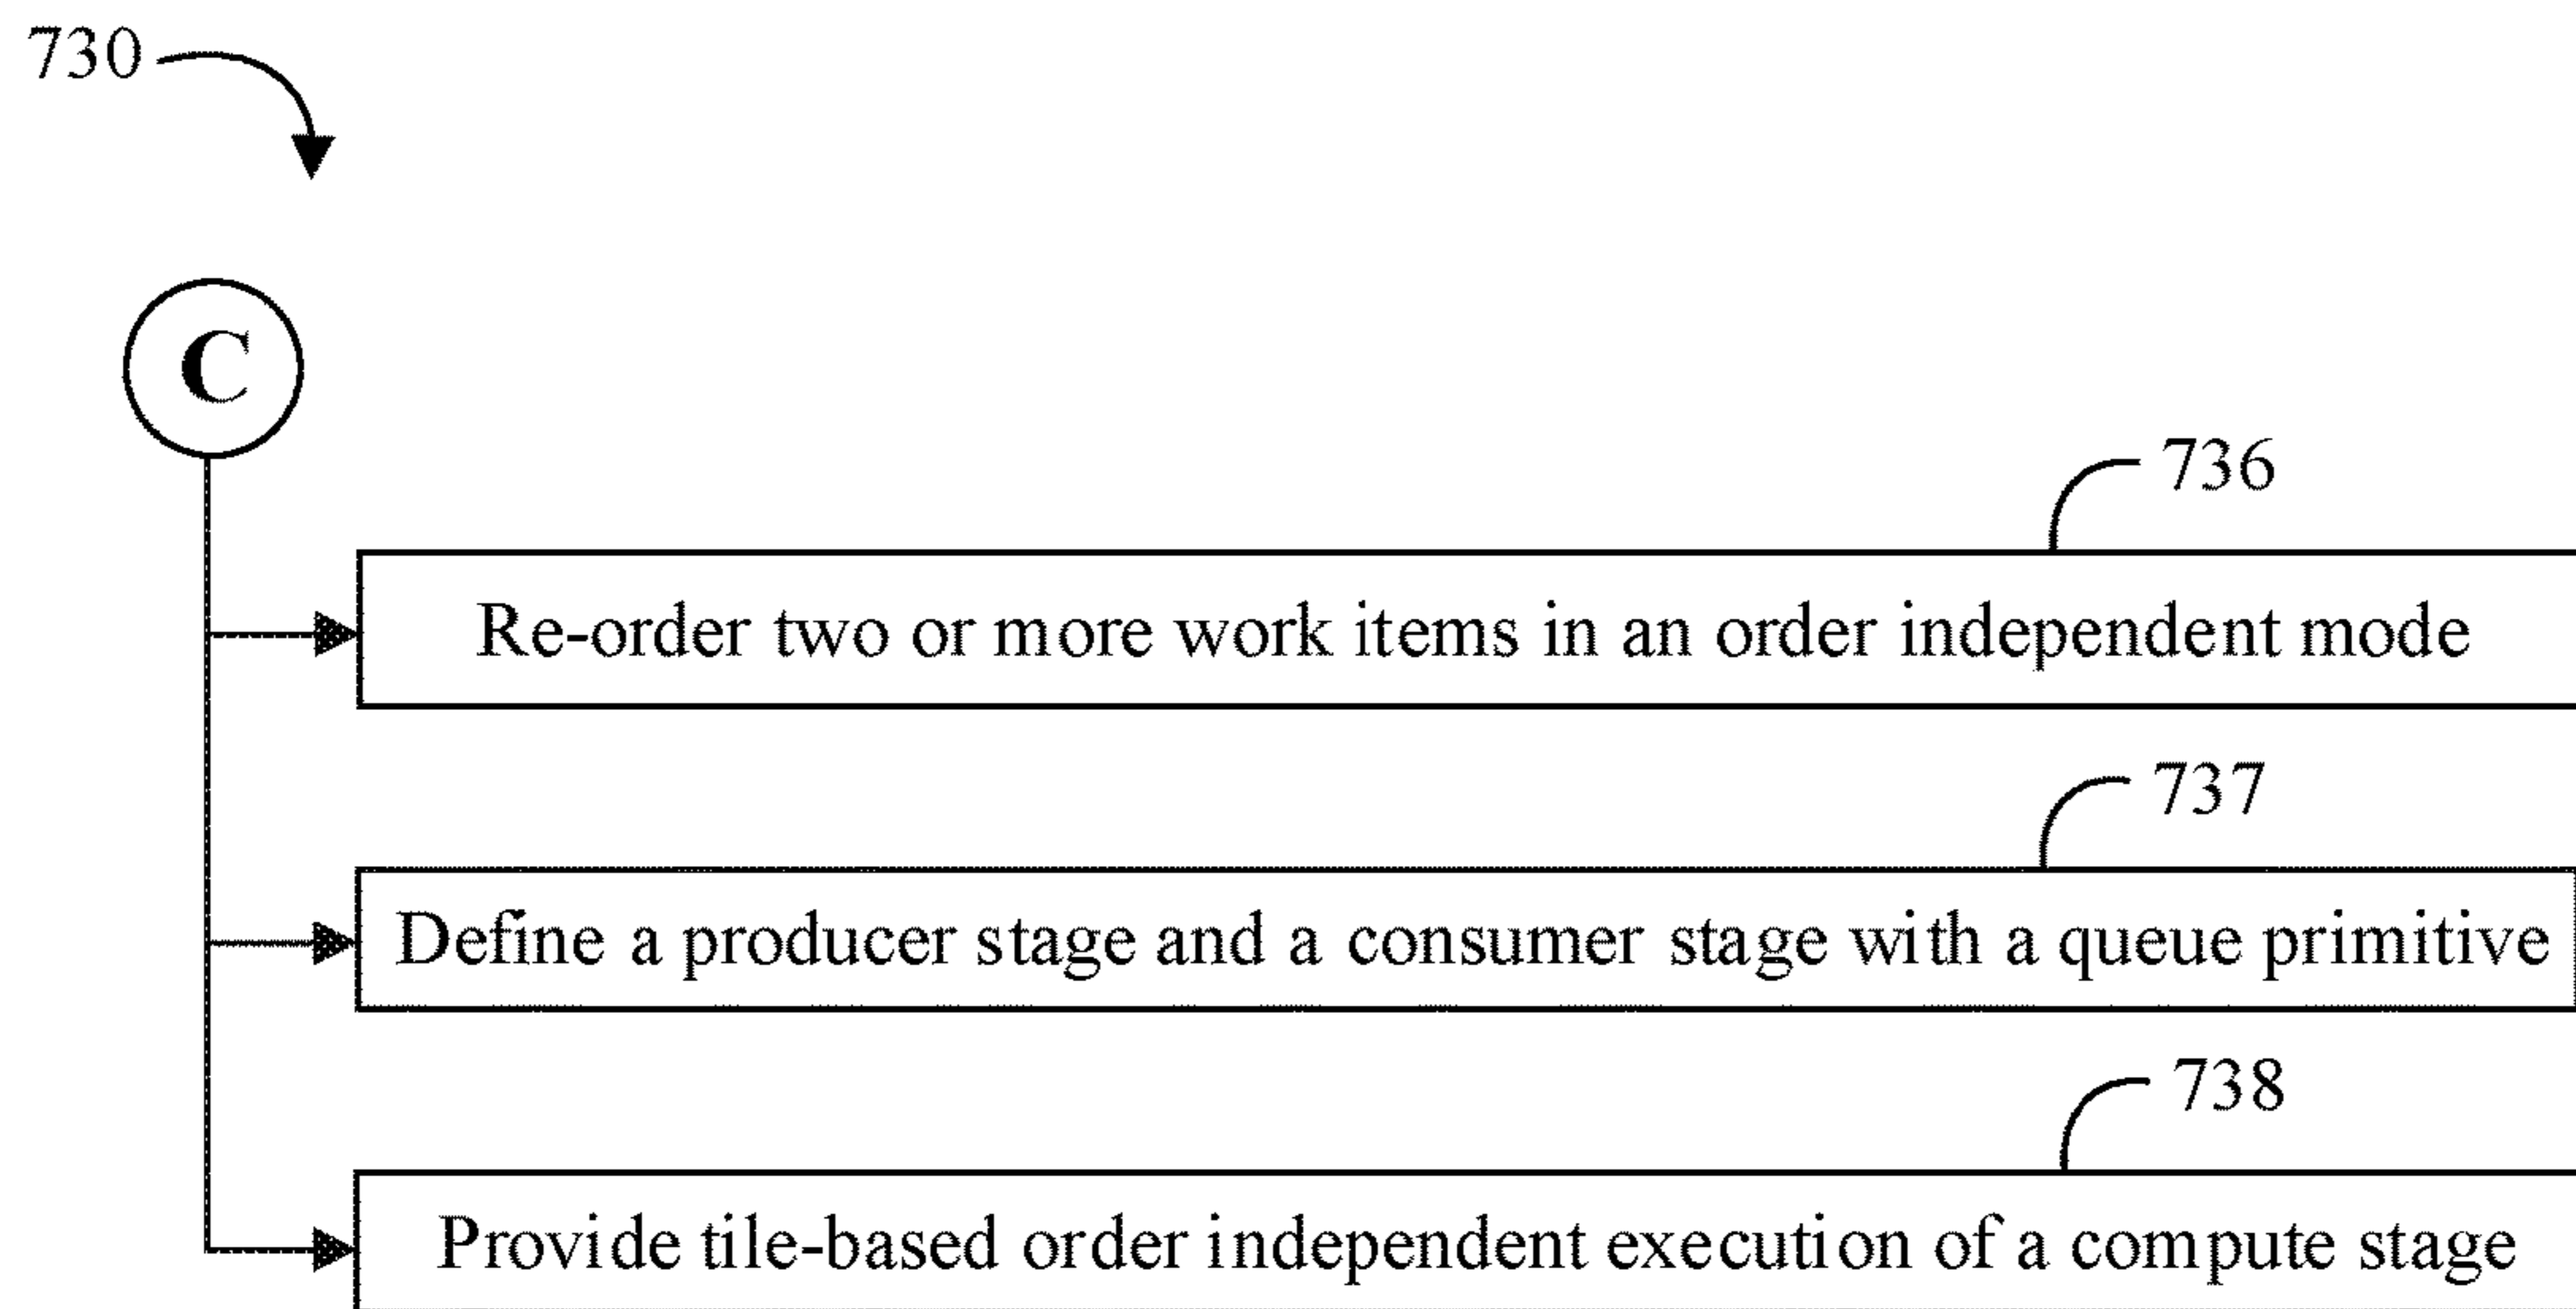 730
C
736
Re-order two or more work items in an order independent mode
737
Define a producer stage and a consumer stage with a queue primitive
738
Provide tile-based order independent execution of a compute stage